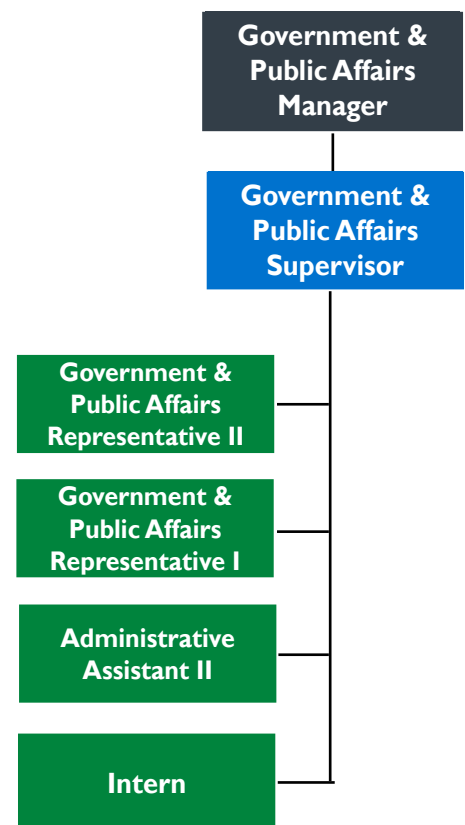 Government &
Public Affairs
Manager
Government &
Public Affairs
Supervisor
Government &
Public Affairs
Representative II
Government &
Public Affairs
Representative I
Administrative
Assistant II
Intern